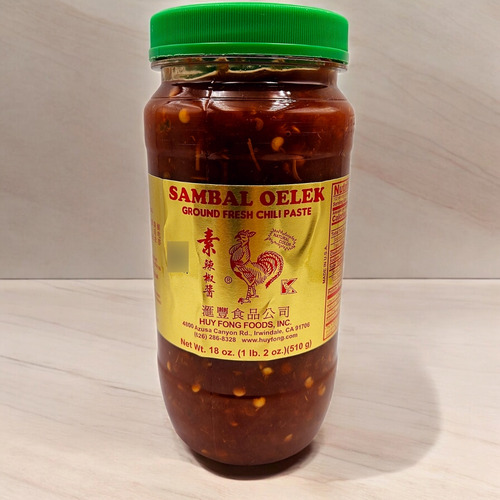 SAMBAL OELEK
GROUND FRESH CHILI PASTE
素
辣
椒
醬
®
K
MADE IN U.S.A.
滙豐食品公司
HUY FONG FOODS, INC.
4800 Azusa Canyon Rd., Irwindale, CA 91706
(626) 286-8328 www.huyfong.com
Net Wt. 18 oz. (1 lb. 2 oz.)(510 g)